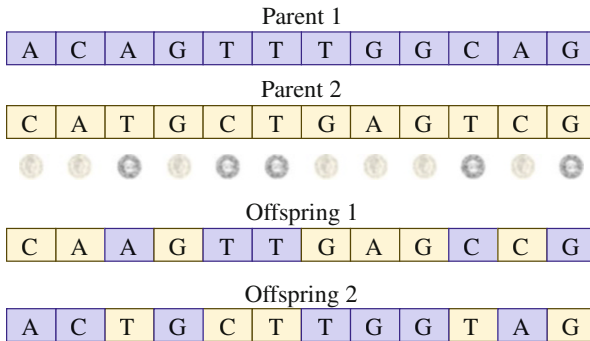 Parent 1
A C A G T T T G G C A G
Parent 2
C A T G C T G A G T C G
Offspring 1
C A A G T T G A G C C G
Offspring 2
A C T G C T T G G T A G